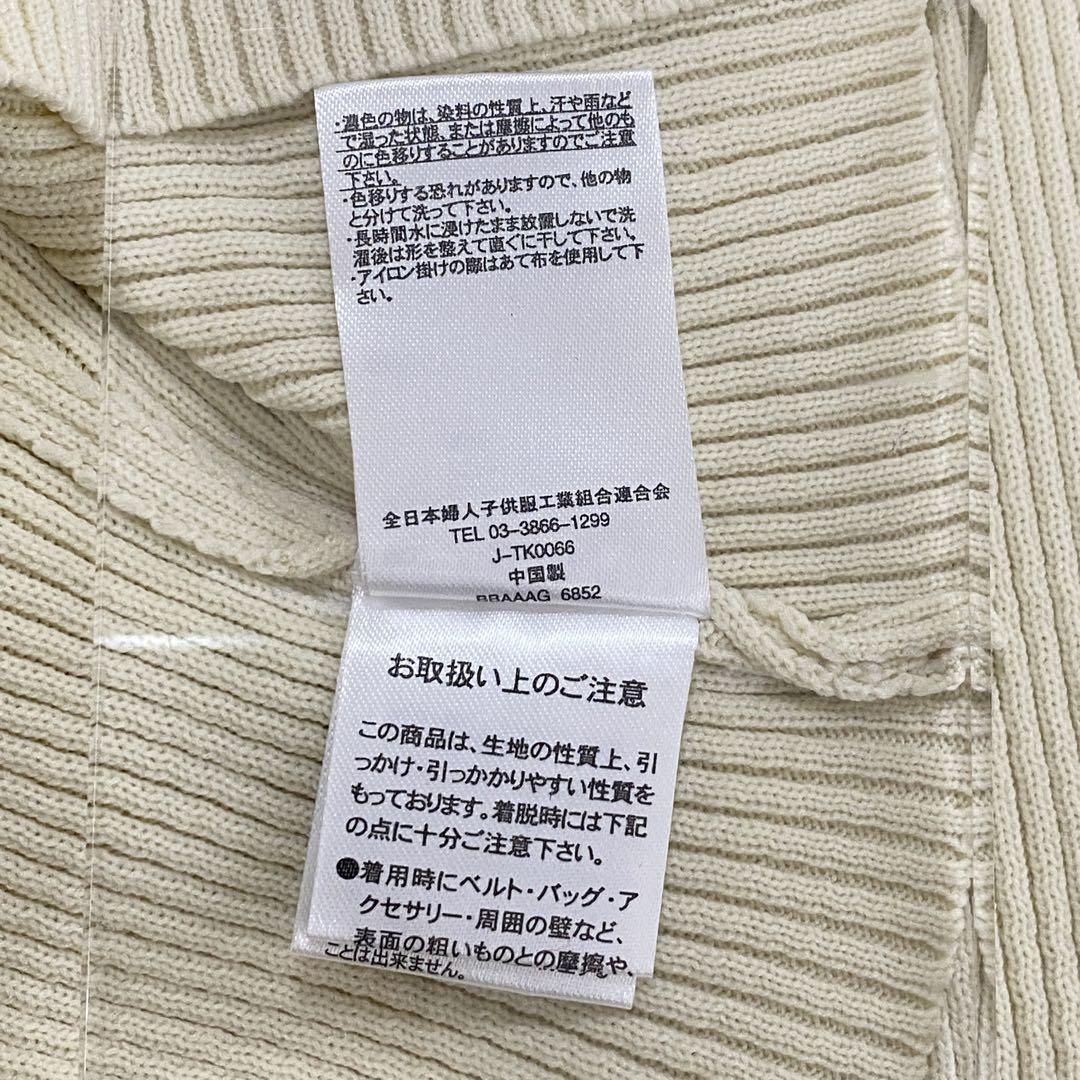 ・濃色の物は、染料の性質上、汗や雨など
で湿った状態、または摩擦によって他のも
のに色移りすることがありますのでご注意
下さい。
・色移りする恐れがありますので、他の物
と分けて洗って下さい。
・長時間水に浸けたまま放置しないで洗
濯後は形を整えて直ぐに干して下さい。
・アイロン掛けの際はあて布を使用して下
さい。
全日本婦人子供服工業組合連合会
TEL 03-3866-1299
J-TK0066
中国製
BBAAAG 6852
お取扱い上のご注意
この商品は、生地の性質上、引
っかけ・引っかかりやすい性質を
もっております。着脱時には下記
の点に十分ご注意下さい。
●着用時にベルト・バッグ・ア
クセサリー・周囲の壁など、
表面の粗いものとの摩擦や、
ことは出来ません。